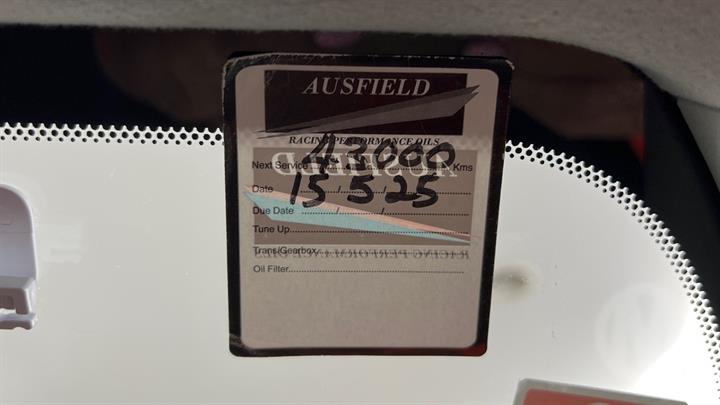 AUSFIELD
RACING PERFORMANCE OILS
Next Service 43000 Kms
Date 15/5/25
Due Date / /
Tune Up
Trans/Gearbox
Oil Filter